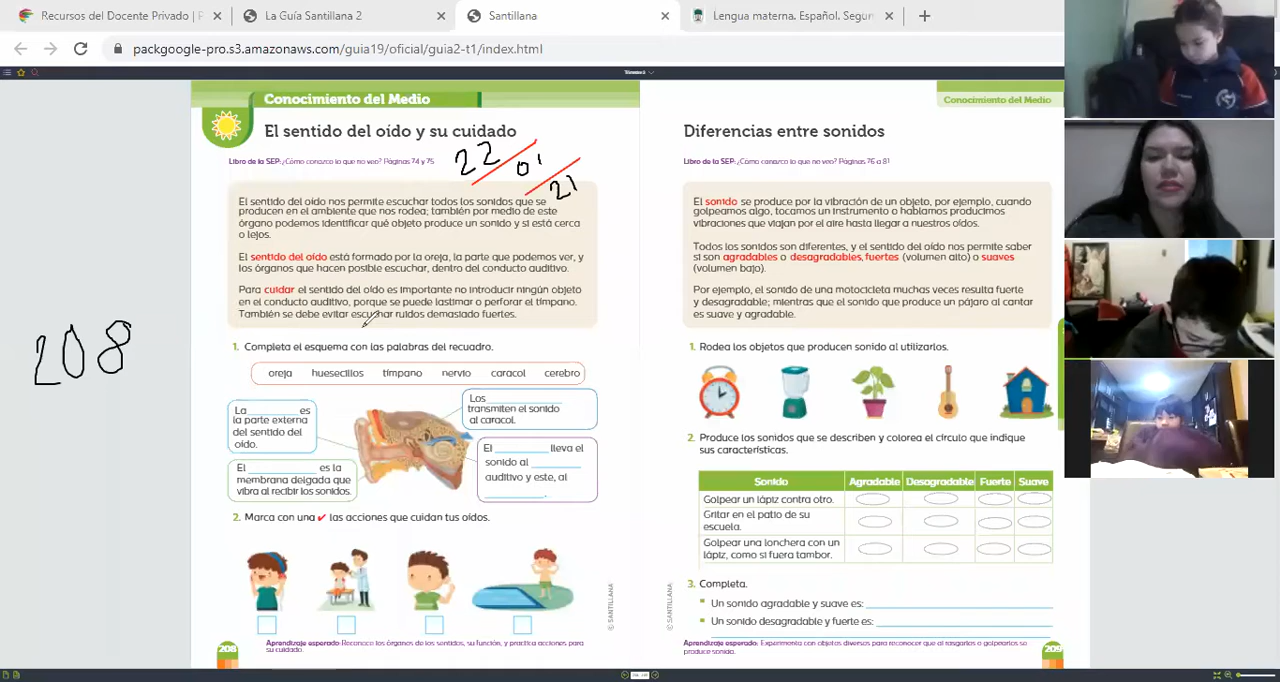 Recursos del Docente Privado | P
La Guía Santillana 2
Santillana
Lengua materna. Español. Segun
packgoogle-pro.s3.amazonaws.com/guia19/oficial/guia2-t1/index.html
Conocimiento del Medio
El sentido del oído y su cuidado
Libro de la SEP: ¿Cómo conozco lo que no veo? Páginas 74 y 75
22/01/21
El sentido del oído nos permite escuchar todos los sonidos que se
producen en el ambiente que nos rodea; también por medio de este
órgano podemos identificar qué objeto produce un sonido y si está cerca
o lejos.
El sentido del oído está formado por la oreja, la parte que podemos ver, y
los órganos que hacen posible escuchar, dentro del conducto auditivo.
Para cuidar el sentido del oído es importante no introducir ningún objeto
en el conducto auditivo, porque se puede lastimar o perforar el tímpano.
También se debe evitar escuchar ruidos demasiado fuertes.
208
1. Completa el esquema con las palabras del recuadro.
oreja huesecillos tímpano nervio caracol cerebro
La ________ es
la parte externa
del sentido del
oído.
El ________ es la
membrana delgada que
vibra al recibir los sonidos.
Los ________
transmiten el sonido
al caracol.
El ________ lleva el
sonido al ________
auditivo y este, al
________.
2. Marca con una ✓ las acciones que cuidan tus oídos.
© SANTILLANA
208
Aprendizaje esperado: Reconoce los órganos de los sentidos, su función, y practica acciones para
su cuidado.
Conocimiento del Medio
Diferencias entre sonidos
Libro de la SEP: ¿Cómo conozco lo que no veo? Páginas 76 a 81
El sonido se produce por la vibración de un objeto, por ejemplo, cuando
golpeamos algo, tocamos un instrumento o hablamos producimos
vibraciones que viajan por el aire hasta llegar a nuestros oídos.
Todos los sonidos son diferentes, y el sentido del oído nos permite saber
si son agradables o desagradables, fuertes (volumen alto) o suaves
(volumen bajo).
Por ejemplo, el sonido de una motocicleta muchas veces resulta fuerte
y desagradable; mientras que el sonido que produce un pájaro al cantar
es suave y agradable.
1. Rodea los objetos que producen sonido al utilizarlos.
2. Produce los sonidos que se describen y colorea el círculo que indique
sus características.
Sonido Agradable Desagradable Fuerte Suave
Golpear un lápiz contra otro.
Gritar en el patio de su
escuela.
Golpear una lonchera con un
lápiz, como si fuera tambor.
3. Completa.
Un sonido agradable y suave es:
Un sonido desagradable y fuerte es:
© SANTILLANA
Aprendizaje esperado: Experimenta con objetos diversos para reconocer que al rasgarlos o golpearlos se
produce sonido.
209